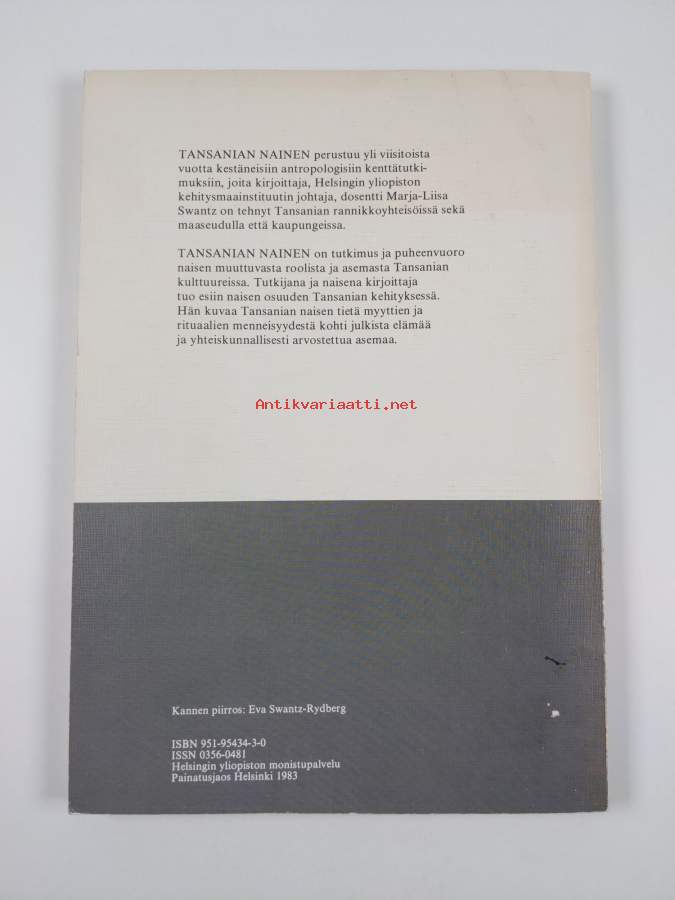 TANSANIAN NAINEN perustuu yli viisitoista
vuotta kestäneisiin antropologisiin kenttätutki-
muksiin, joita kirjoittaja, Helsingin yliopiston
kehitysmaainstituutin johtaja, dosentti Marja-Liisa
Swantz on tehnyt Tansanian rannikkoyhteisöissä sekä
maaseudulla että kaupungeissa.
TANSANIAN NAINEN on tutkimus ja puheenvuoro
naisen muuttuvasta roolista ja asemasta Tansanian
kulttuureissa. Tutkijana ja naisena kirjoittaja
tuo esiin naisen osuuden Tansanian kehityksessä.
Hän kuvaa Tansanian naisen tietä myyttien ja
rituaalien menneisyydestä kohti julkista elämää
ja yhteiskunnallisesti arvostettua asemaa.
Antikvariaatti.net
Kannen piirros: Eva Swantz-Rydberg
ISBN 951-95434-3-0
ISSN 0356-0481
Helsingin yliopiston monistupalvelu
Painatusjaos Helsinki 1983